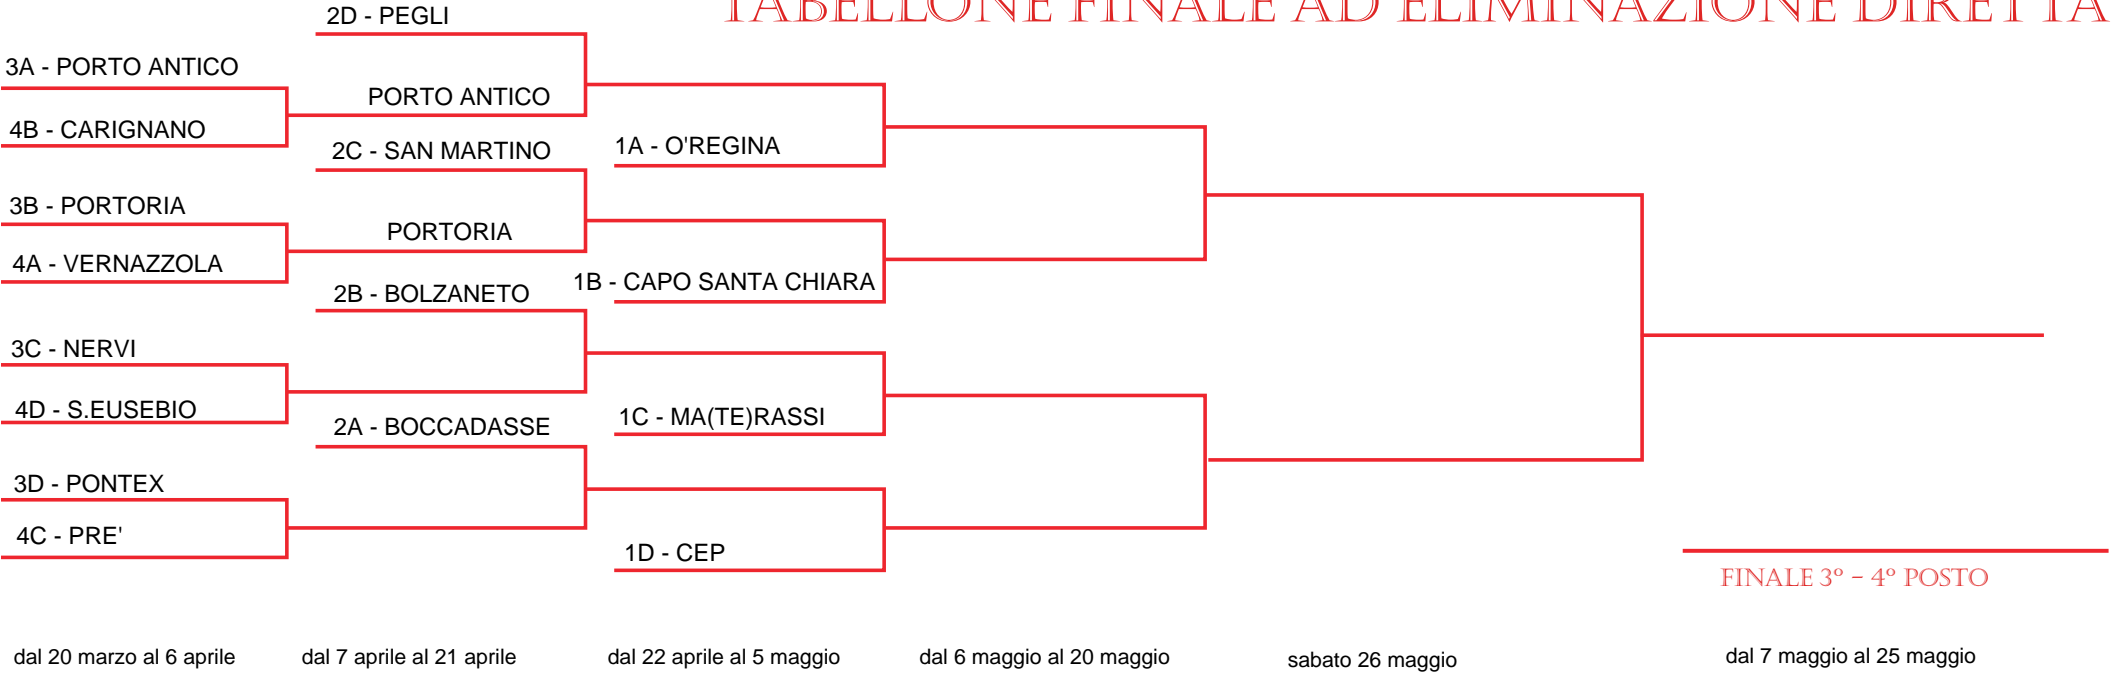 TABELLONE FINALE AD ELIMINAZIONE DIRETTA
2D - PEGLI
3A - PORTO ANTICO
PORTO ANTICO
4B - CARIGNANO
2C - SAN MARTINO
1A - O'REGINA
3B - PORTORIA
PORTORIA
4A - VERNAZZOLA
2B - BOLZANETO
1B - CAPO SANTA CHIARA
3C - NERVI
4D - S.EUSEBIO
2A - BOCCADASSE
1C - MA(TE)RASSI
3D - PONTEX
4C - PRE'
1D - CEP
FINALE 3° - 4° POSTO
dal 20 marzo al 6 aprile
dal 7 aprile al 21 aprile
dal 22 aprile al 5 maggio
dal 6 maggio al 20 maggio
sabato 26 maggio
dal 7 maggio al 25 maggio